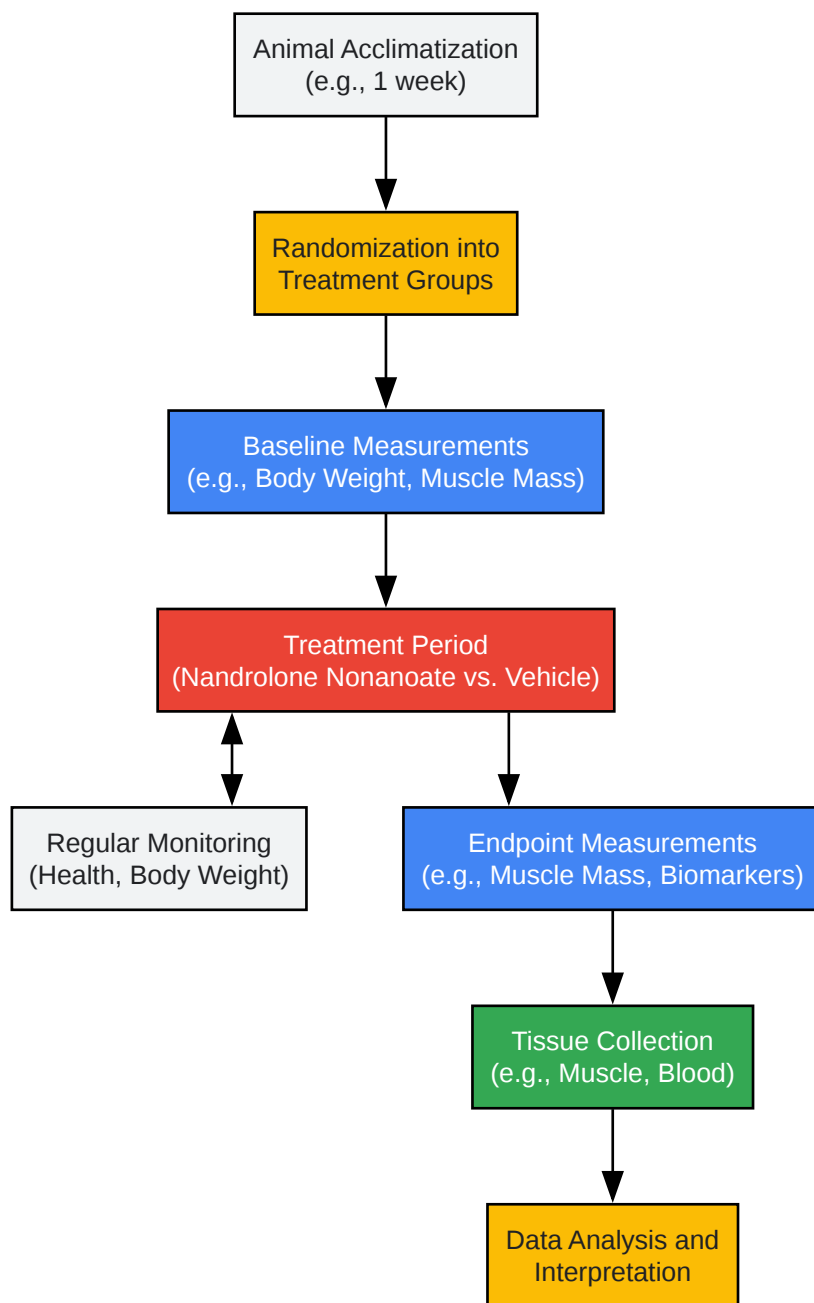 Animal Acclimatization
(e.g., 1 week)
Randomization into
Treatment Groups
Baseline Measurements
(e.g., Body Weight, Muscle Mass)
Treatment Period
(Nandrolone Nonanoate vs. Vehicle)
Regular Monitoring
(Health, Body Weight)
Endpoint Measurements
(e.g., Muscle Mass, Biomarkers)
Tissue Collection
(e.g., Muscle, Blood)
Data Analysis and
Interpretation